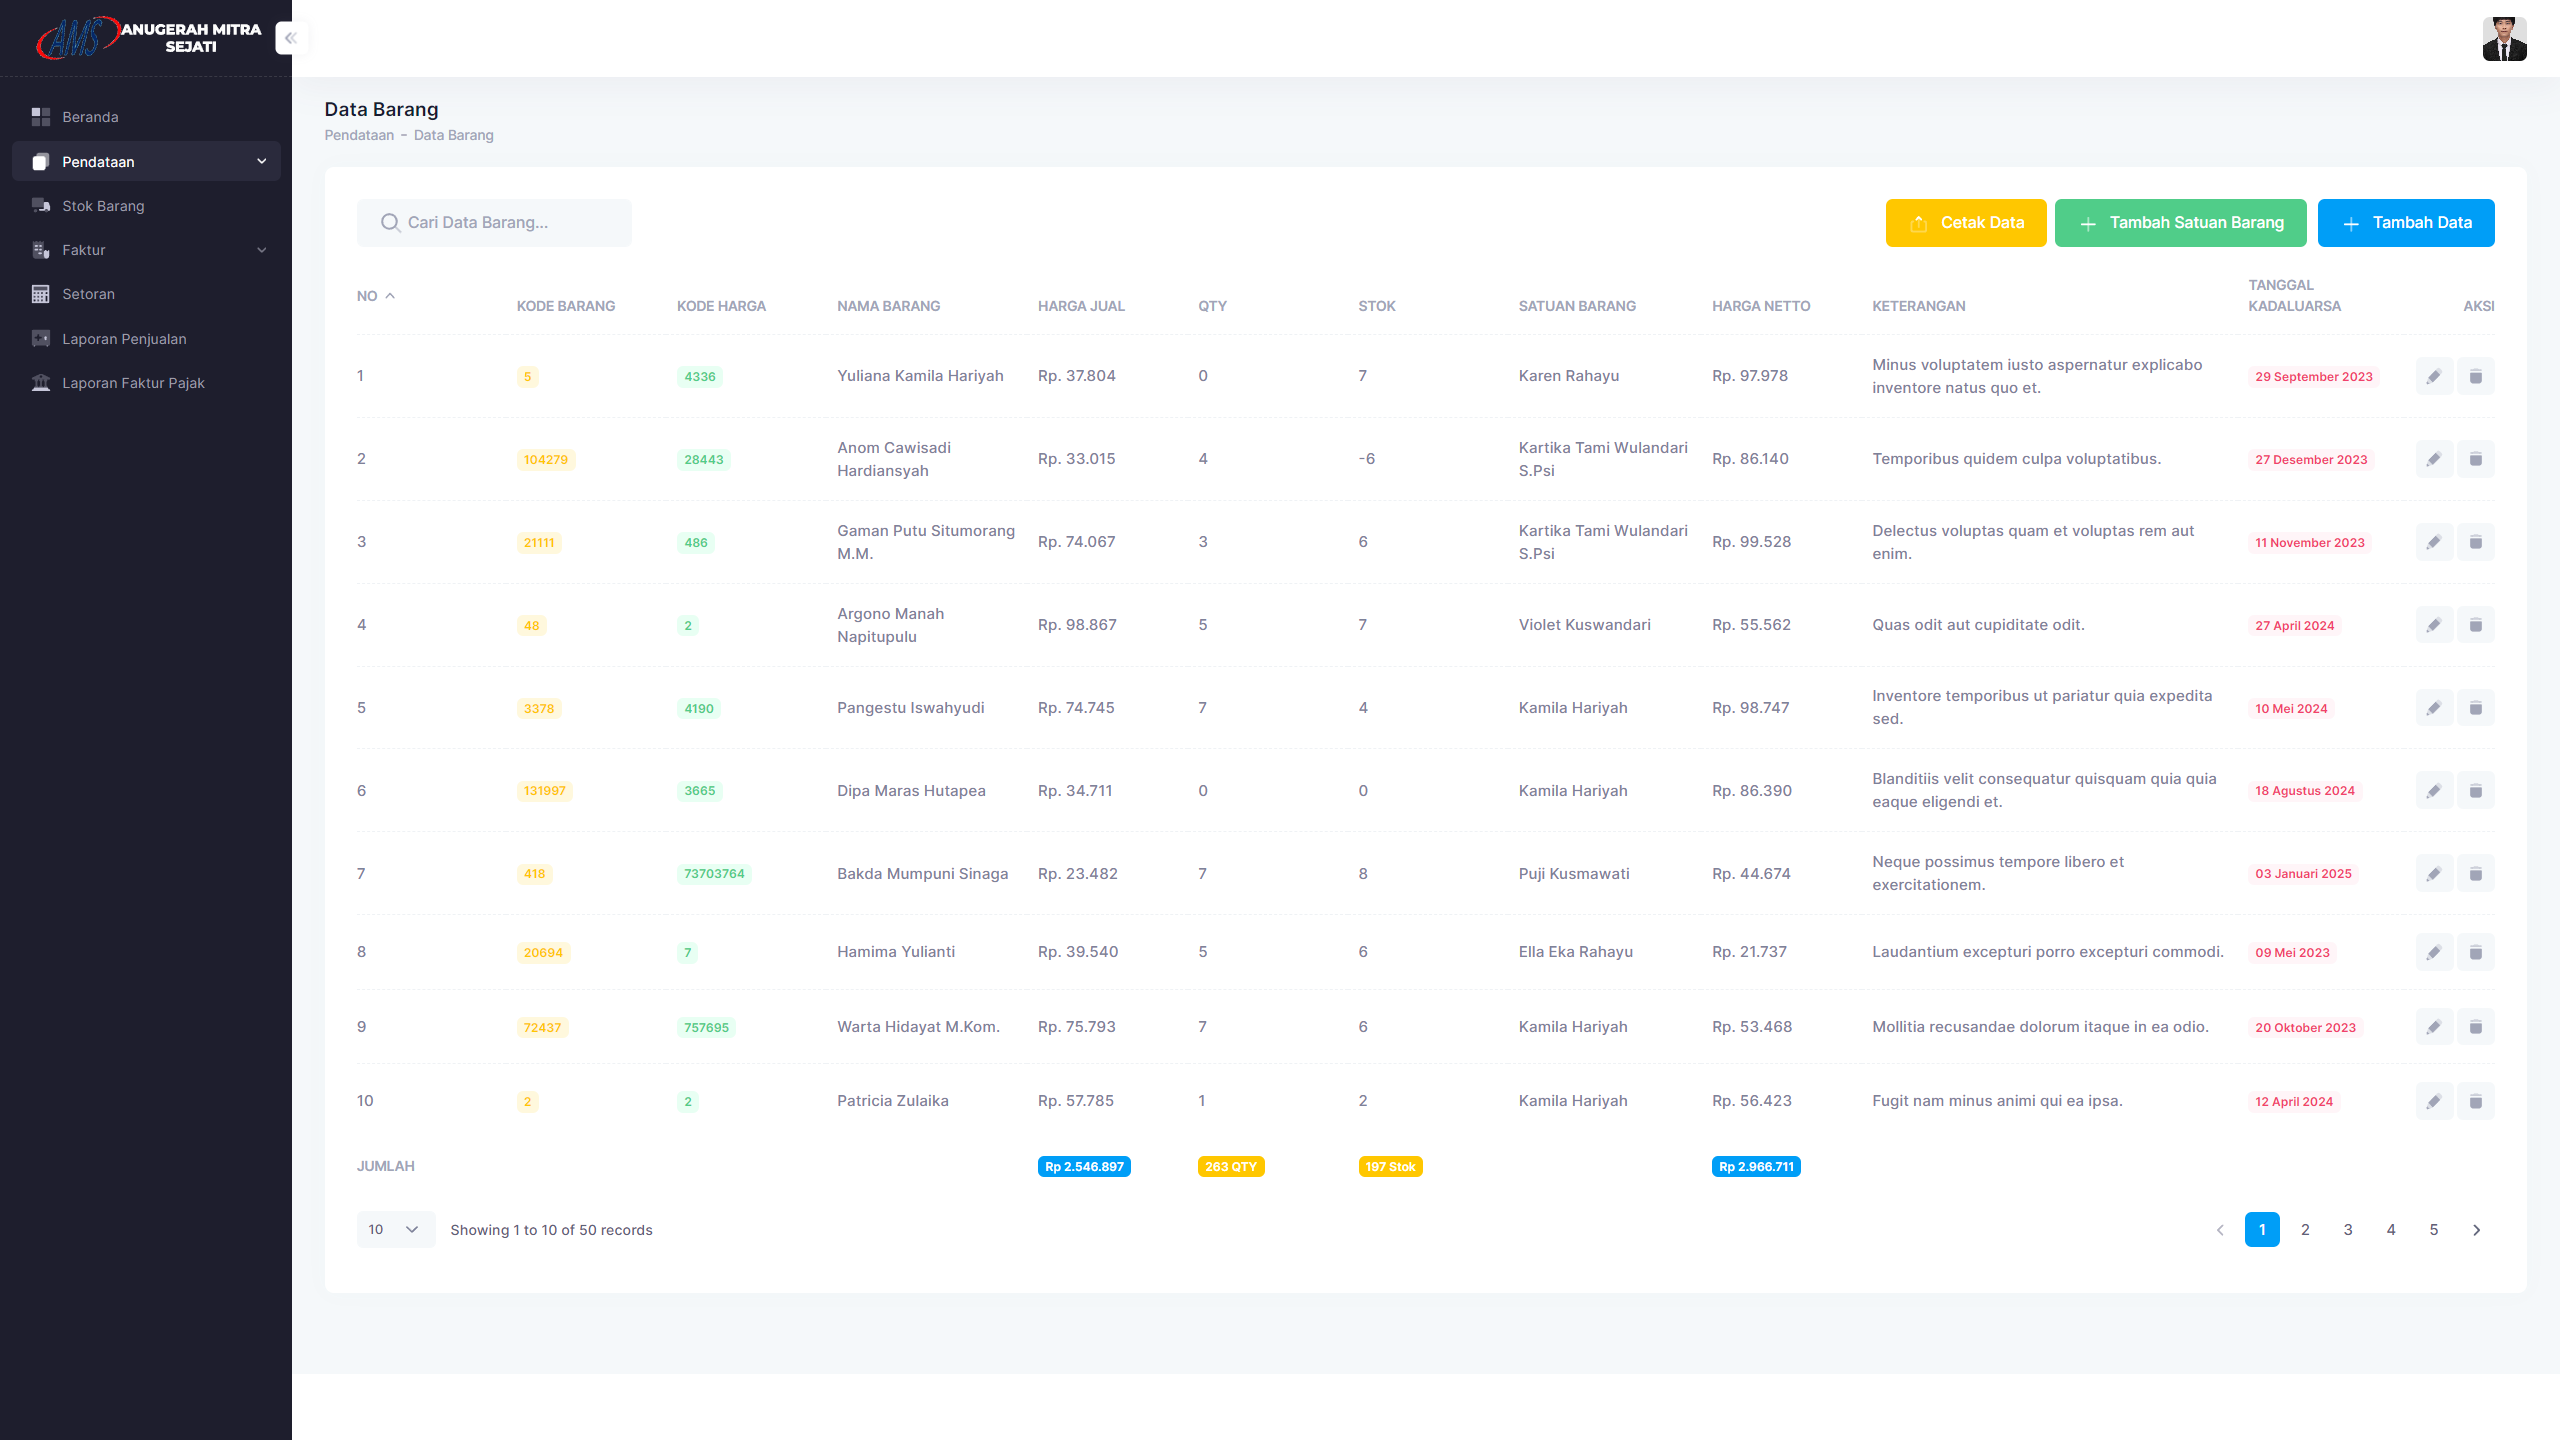 AMS ANUGERAH MITRA
SEJATI
Beranda
Pendataan
Stok Barang
Faktur
Setoran
Laporan Penjualan
Laporan Faktur Pajak
Data Barang
Pendataan - Data Barang
Cari Data Barang...
Cetak Data
Tambah Satuan Barang
Tambah Data
NO KODE BARANG KODE HARGA NAMA BARANG HARGA JUAL QTY STOK SATUAN BARANG HARGA NETTO KETERANGAN TANGGAL KADALUARSA AKSI
1 5 4336 Yuliana Kamila Hariyah Rp. 37.804 0 7 Karen Rahayu Rp. 97.978 Minus voluptatem iusto aspernatur explicabo inventore natus quo et. 29 September 2023
2 104279 28443 Anom Cawisadi Hardiansyah Rp. 33.015 4 -6 Kartika Tami Wulandari S.Psi Rp. 86.140 Temporibus quidem culpa voluptatibus. 27 Desember 2023
3 21111 486 Gaman Putu Situmorang M.M. Rp. 74.067 3 6 Kartika Tami Wulandari S.Psi Rp. 99.528 Delectus voluptas quam et voluptas rem aut enim. 11 November 2023
4 48 2 Argono Manah Napitupulu Rp. 98.867 5 7 Violet Kuswandari Rp. 55.562 Quas odit aut cupiditate odit. 27 April 2024
5 3378 4190 Pangestu Iswahyudi Rp. 74.745 7 4 Kamila Hariyah Rp. 98.747 Inventore temporibus ut pariatur quia expedita sed. 10 Mei 2024
6 131997 3665 Dipa Maras Hutapea Rp. 34.711 0 0 Kamila Hariyah Rp. 86.390 Blanditiis velit consequatur quisquam quia quia eaque eligendi et. 18 Agustus 2024
7 418 73703764 Bakda Mumpuni Sinaga Rp. 23.482 7 8 Puji Kusmawati Rp. 44.674 Neque possimus tempore libero et exercitationem. 03 Januari 2025
8 20694 7 Hamima Yulianti Rp. 39.540 5 6 Ella Eka Rahayu Rp. 21.737 Laudantium excepturi porro excepturi commodi. 09 Mei 2023
9 72437 757695 Warta Hidayat M.Kom. Rp. 75.793 7 6 Kamila Hariyah Rp. 53.468 Mollitia recusandae dolorum itaque in ea odio. 20 Oktober 2023
10 2 2 Patricia Zulaika Rp. 57.785 1 2 Kamila Hariyah Rp. 56.423 Fugit nam minus animi qui ea ipsa. 12 April 2024
JUMLAH Rp 2.546.897 263 QTY 197 Stok Rp 2.966.711
10 Showing 1 to 10 of 50 records
1 2 3 4 5